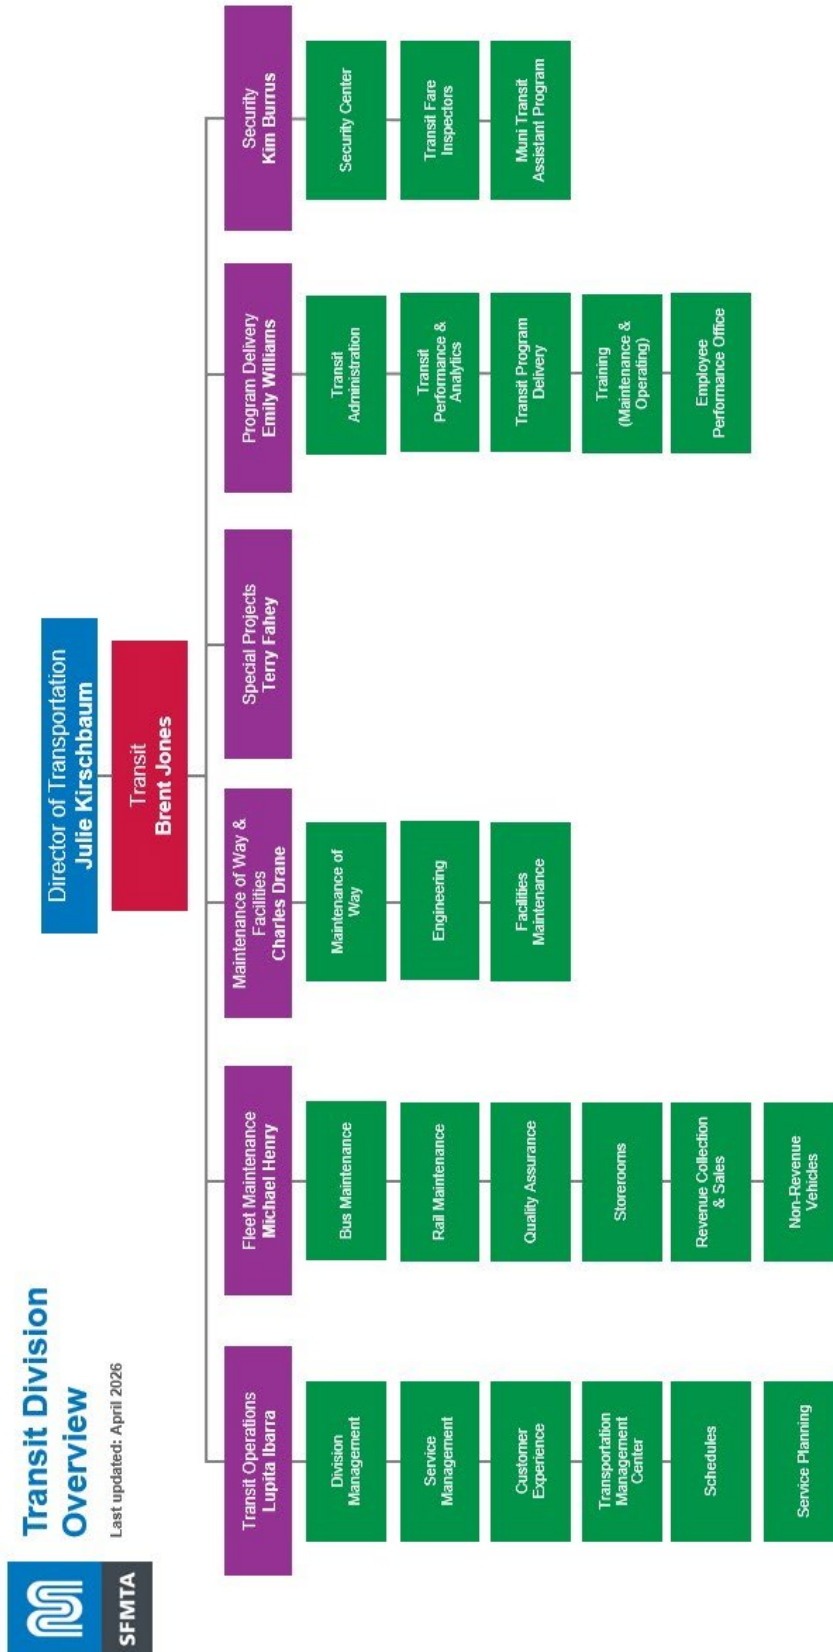 SFMTA
Transit Division
Overview
Last updated: April 2026
Director of Transportation
Julie Kirschbaum
Transit
Brent Jones
Transit Operations
Lupita Ibarra
Division
Management
Service
Management
Customer
Experience
Transportation
Management
Center
Schedules
Service Planning
Fleet Maintenance
Michael Henry
Bus Maintenance
Rail Maintenance
Quality Assurance
Storerooms
Revenue Collection
& Sales
Non-Revenue
Vehicles
Maintenance of Way &
Facilities
Charles Drane
Maintenance of
Way
Engineering
Facilities
Maintenance
Special Projects
Terry Fahey
Program Delivery
Emily Williams
Transit
Administration
Transit
Performance &
Analytics
Transit Program
Delivery
Training
(Maintenance &
Operating)
Employee
Performance Office
Security
Kim Burrus
Security Center
Transit Fare
Inspectors
Muni Transit
Assistant Program